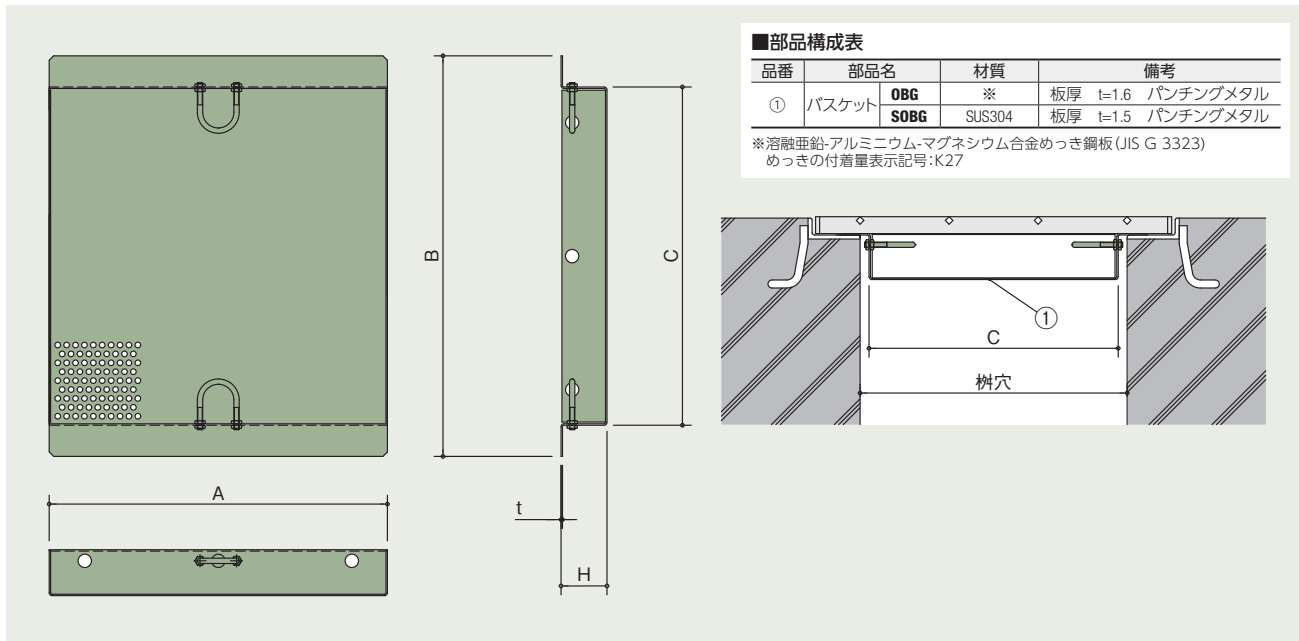 ■部品構成表
品番 部品名 材質 備考
① バスケット OBG ※ 板厚 t=1.6 パンチングメタル
SOBG SUS304 板厚 t=1.5 パンチングメタル
※溶融亜鉛-アルミニウム-マグネシウム合金めっき鋼板(JIS G 3323)
めっきの付着量表示記号:K27
B
C
A
t
H
①
C
桝穴